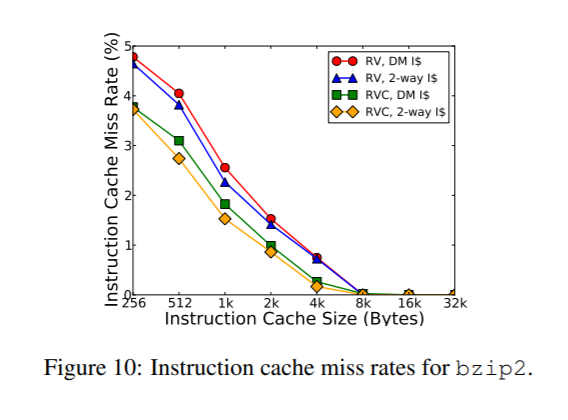 Instruction Cache Miss Rate (%)
5
4
3
2
1
0
RV, DM I$
RV, 2-way I$
RVC, DM I$
RVC, 2-way I$
256 512 1k 2k 4k 8k 16k 32k
Instruction Cache Size (Bytes)
Figure 10: Instruction cache miss rates for bzip2.